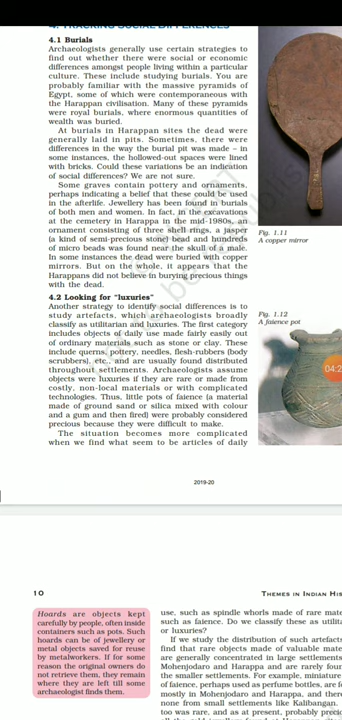 4. TRACKING SOCIAL DIFFERENCES
4.1 Burials
Archaeologists generally use certain strategies to
find out whether there were social or economic
differences amongst people living within a particular
culture. These include studying burials. You are
probably familiar with the massive pyramids of
Egypt, some of which were contemporaneous with
the Harappan civilisation. Many of these pyramids
were royal burials, where enormous quantities of
wealth was buried.
At burials in Harappan sites the dead were
generally laid in pits. Sometimes, there were
differences in the way the burial pit was made – in
some instances, the hollowed-out spaces were lined
with bricks. Could these variations be an indication
of social differences? We are not sure.
Some graves contain pottery and ornaments,
perhaps indicating a belief that these could be used
in the afterlife. Jewellery has been found in burials
of both men and women. In fact, in the excavations
at the cemetery in Harappa in the mid-1980s, an
ornament consisting of three shell rings, a jasper
(a kind of semi-precious stone) bead and hundreds
of micro beads was found near the skull of a male.
In some instances the dead were buried with copper
mirrors. But on the whole, it appears that the
Harappans did not believe in burying precious things
with the dead.
Fig. 1.11
A copper mirror
4.2 Looking for "luxuries"
Another strategy to identify social differences is to
study artefacts, which archaeologists broadly
classify as utilitarian and luxuries. The first category
includes objects of daily use made fairly easily out
of ordinary materials such as stone or clay. These
include querns, pottery, needles, flesh-rubbers (body
scrubbers), etc., and are usually found distributed
throughout settlements. Archaeologists assume
objects were luxuries if they are rare or made from
costly, non-local materials or with complicated
technologies. Thus, little pots of faience (a material
made of ground sand or silica mixed with colour
and a gum and then fired) were probably considered
precious because they were difficult to make.
The situation becomes more complicated
when we find what seem to be articles of daily
Fig. 1.12
A faience pot
04:2
2019-20
10
THEMES IN INDIAN HIS
Hoards are objects kept
carefully by people, often inside
containers such as pots. Such
hoards can be of jewellery or
metal objects saved for reuse
by metalworkers. If for some
reason the original owners do
not retrieve them, they remain
where they are left till some
archaeologist finds them.
use, such as spindle whorls made of rare mate
such as faience. Do we classify these as utilita
or luxuries?
If we study the distribution of such artefacts
find that rare objects made of valuable mate
are generally concentrated in large settlements
Mohenjodaro and Harappa and are rarely foun
the smaller settlements. For example, miniature
of faience, perhaps used as perfume bottles, are f
mostly in Mohenjodaro and Harappa, and there
none from small settlements like Kalibangan.
too was rare, and as at present, probably precio